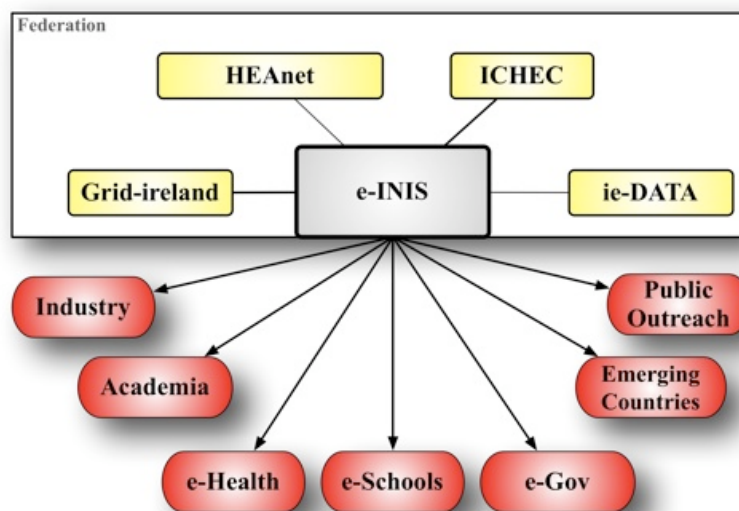 Federation
HEAnet
ICHEC
Grid-ireland
e-INIS
ie-DATA
Industry
Public
Outreach
Academia
Emerging
Countries
e-Health
e-Schools
e-Gov